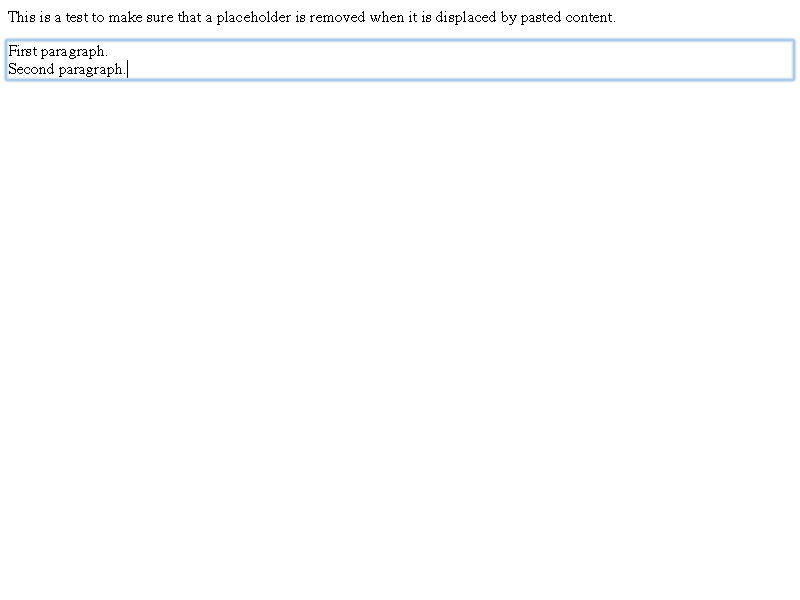 This is a test to make sure that a placeholder is removed when it is displaced by pasted content.
First paragraph.
Second paragraph.